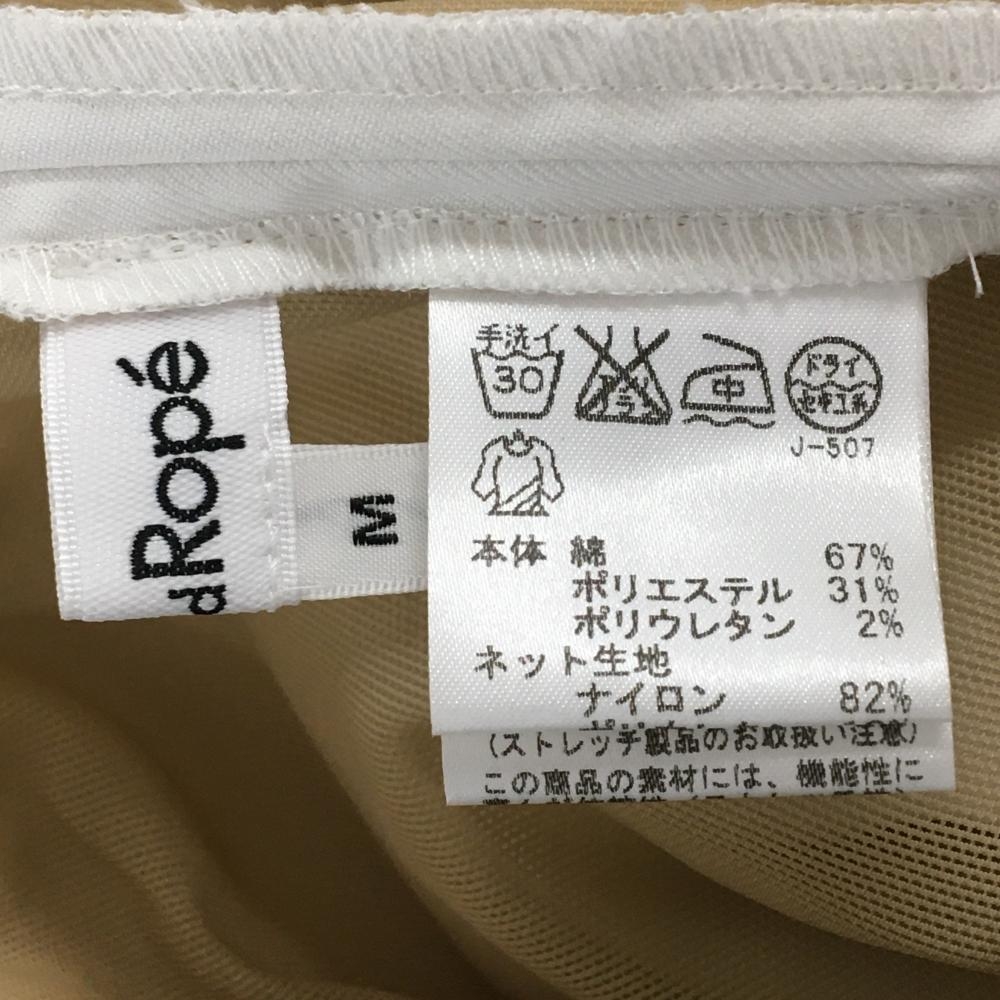 dRopé
M
手洗イ
30
中
ドライ
セキユ系
J-507
本体 綿 67%
ポリエステル 31%
ポリウレタン 2%
ネット生地
ナイロン 82%
(ストレッチ製品のお取扱い注意)
この商品の素材には、機能性に